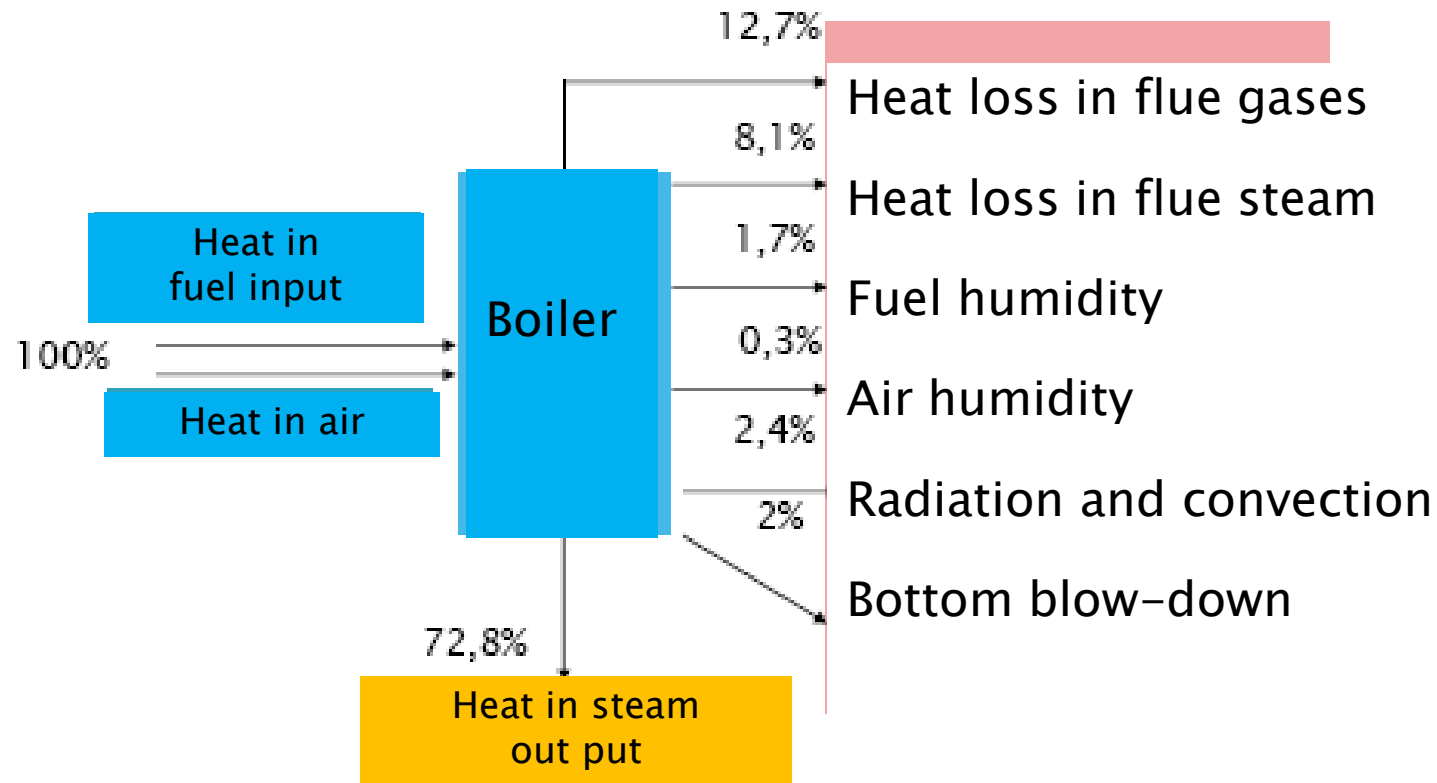 12,7%
Heat loss in flue gases
8,1%
Heat loss in flue steam
1,7%
Heat in
fuel input
Fuel humidity
Boiler
0,3%
100%
Air humidity
Heat in air
2,4%
Radiation and convection
2%
Bottom blow-down
72,8%
Heat in steam
out put